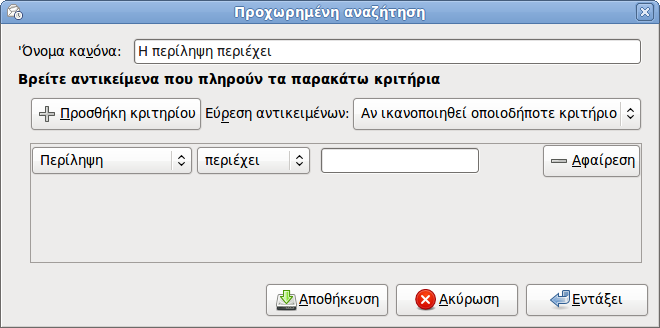 Προχωρημένη αναζήτηση
'Όνομα κανόνα: Η περίληψη περιέχει
Βρείτε αντικείμενα που πληρούν τα παρακάτω κριτήρια
Προσθήκη κριτηρίου Εύρεση αντικειμένων: Αν ικανοποιηθεί οποιοδήποτε κριτήριο
Περίληψη περιέχει Αφαίρεση
Αποθήκευση Ακύρωση Εντάξει